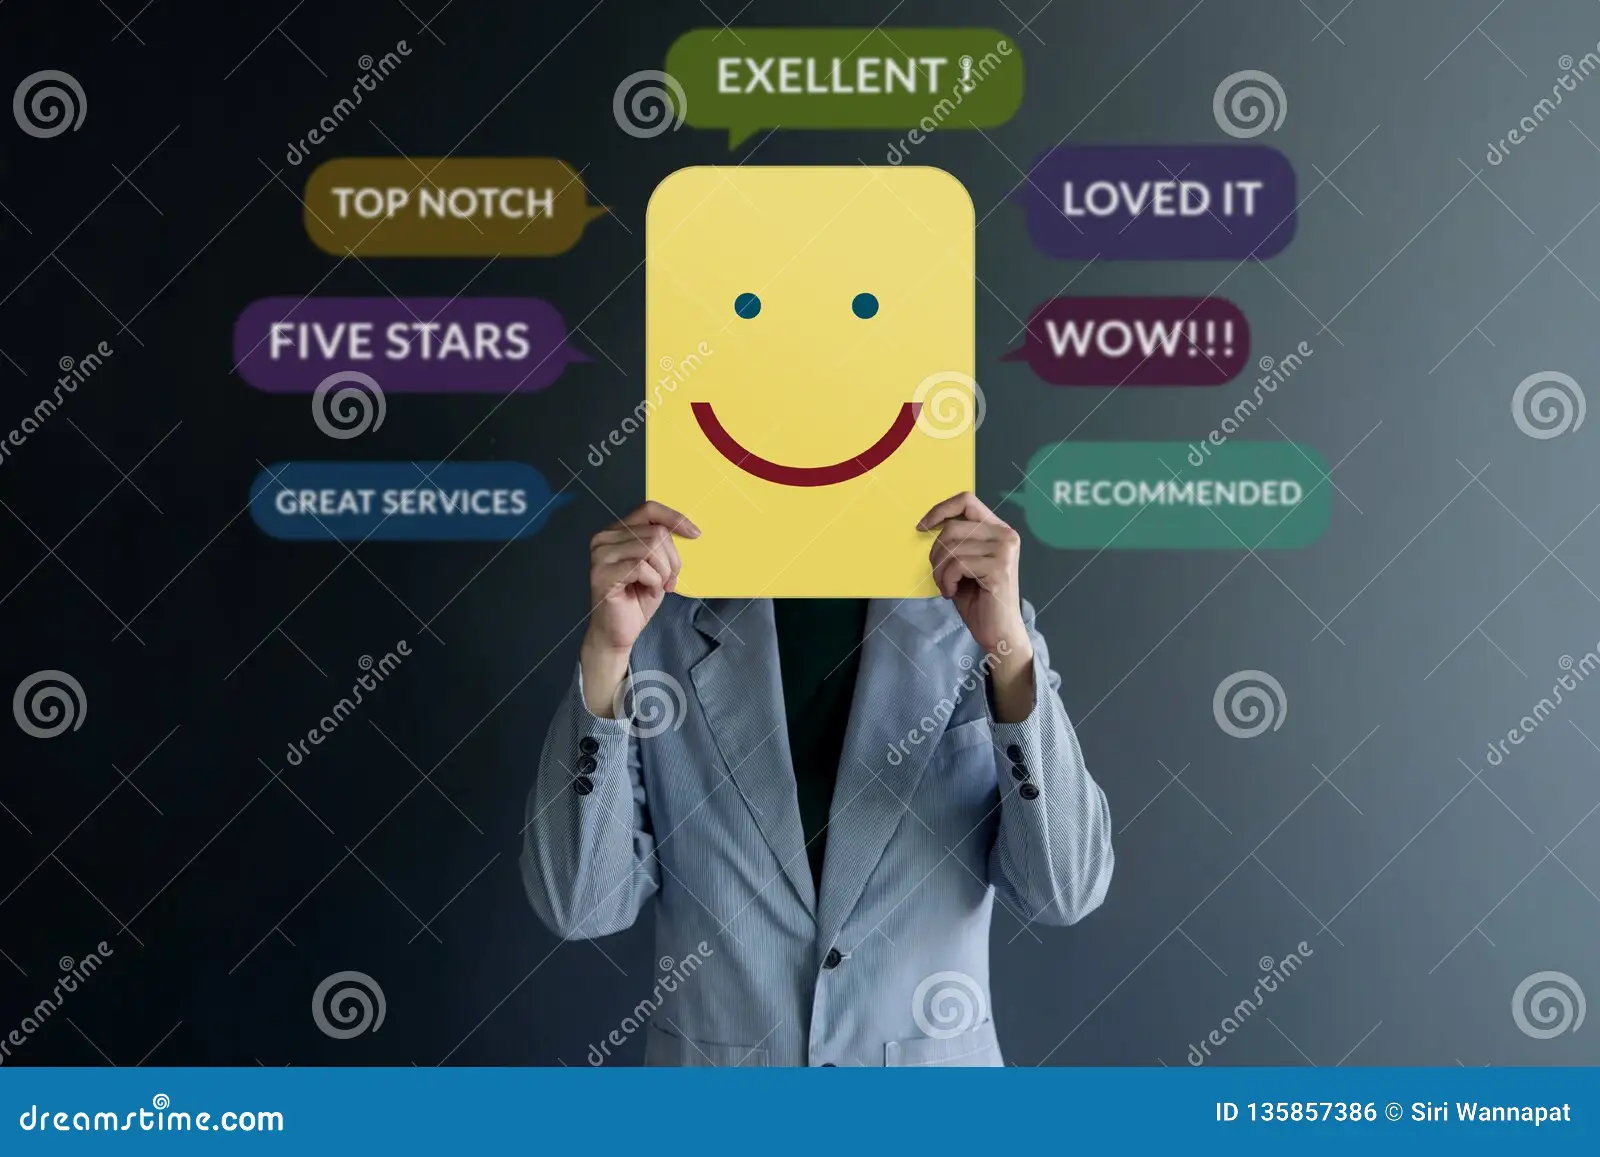 EXELLENT !
TOP NOTCH
LOVED IT
FIVE STARS
WOW!!!
GREAT SERVICES
RECOMMENDED
dreamstime.com
ID 135857386 © Siri Wannapat